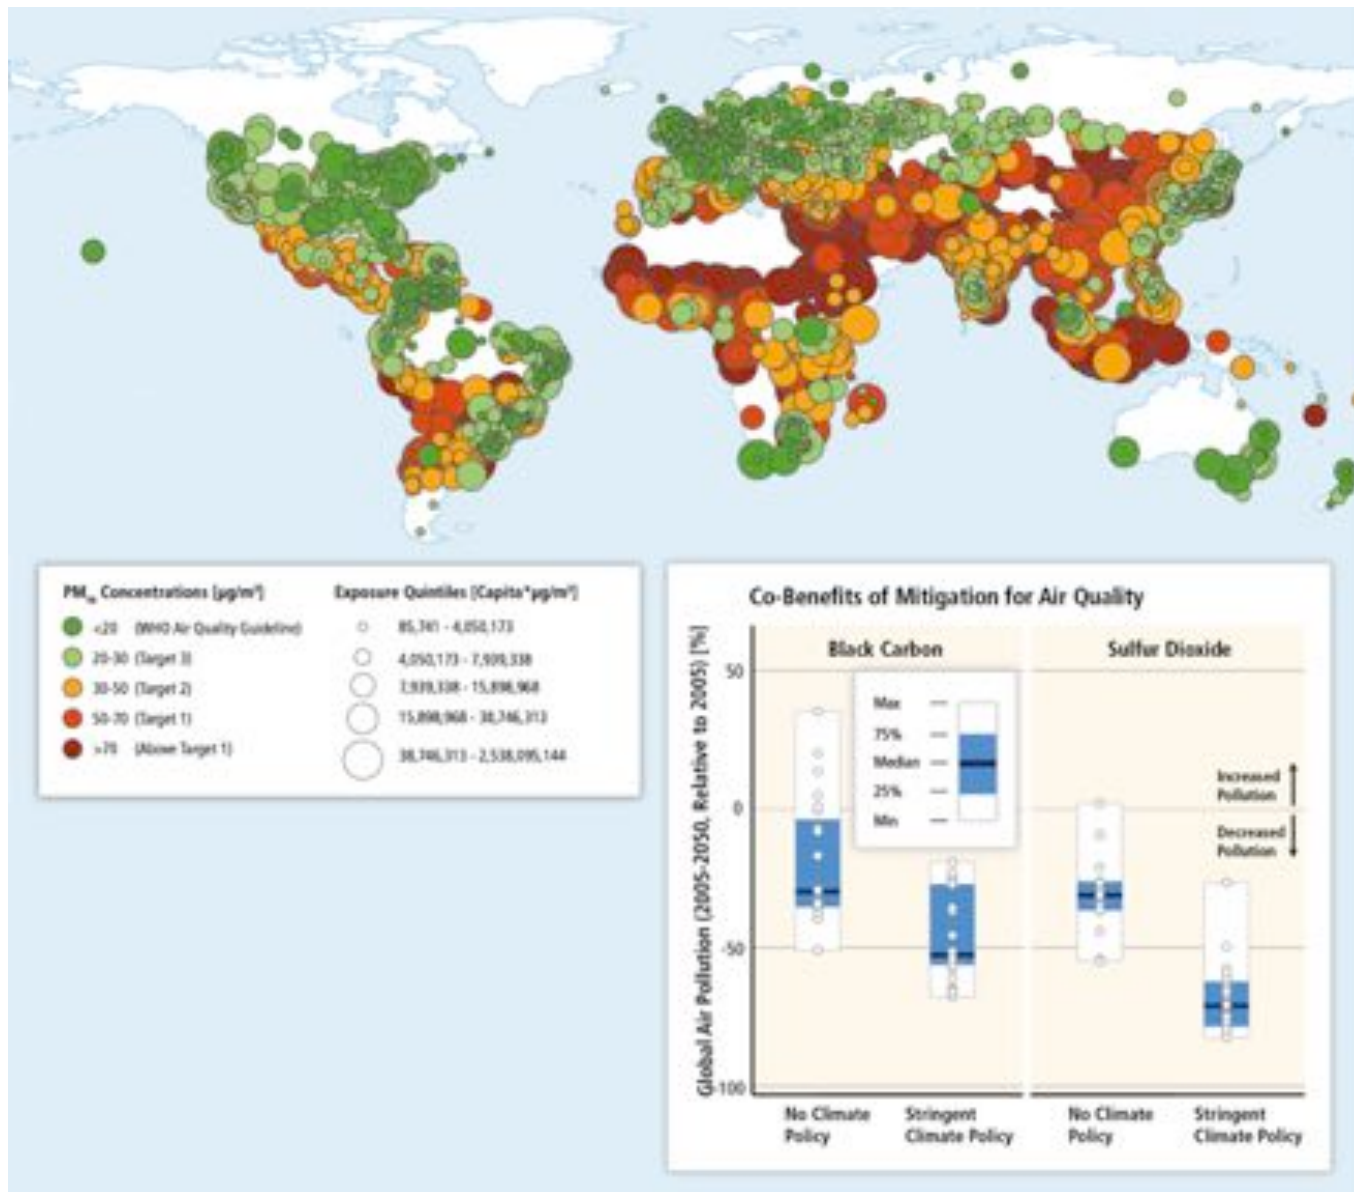 PM₁₀ Concentrations [µg/m³]
<20 (WHO Air Quality Guideline)
20-30 (Target 3)
30-50 (Target 2)
50-70 (Target 1)
>70 (Above Target 1)
Exposure Quintiles [Capita*µg/m³]
85,741 - 4,050,173
4,050,173 - 7,939,338
7,939,338 - 15,898,968
15,898,968 - 38,746,313
38,746,313 - 2,538,095,144
Co-Benefits of Mitigation for Air Quality
Global Air Pollution (2005-2050, Relative to 2005) [%]
Black Carbon
Sulfur Dioxide
50
0
-50
-100
Max
75%
Median
25%
Min
Increased
Pollution
Decreased
Pollution
No Climate
Policy
Stringent
Climate Policy
No Climate
Policy
Stringent
Climate Policy